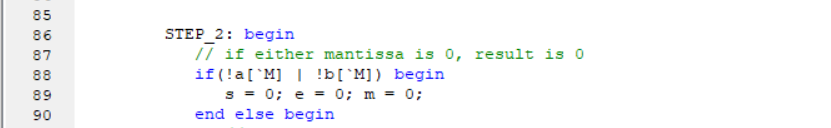 85
86 STEP_2: begin
87 // if either mantissa is 0, result is 0
88 if(!a[`M] | !b[`M]) begin
89 s = 0; e = 0; m = 0;
90 end else begin